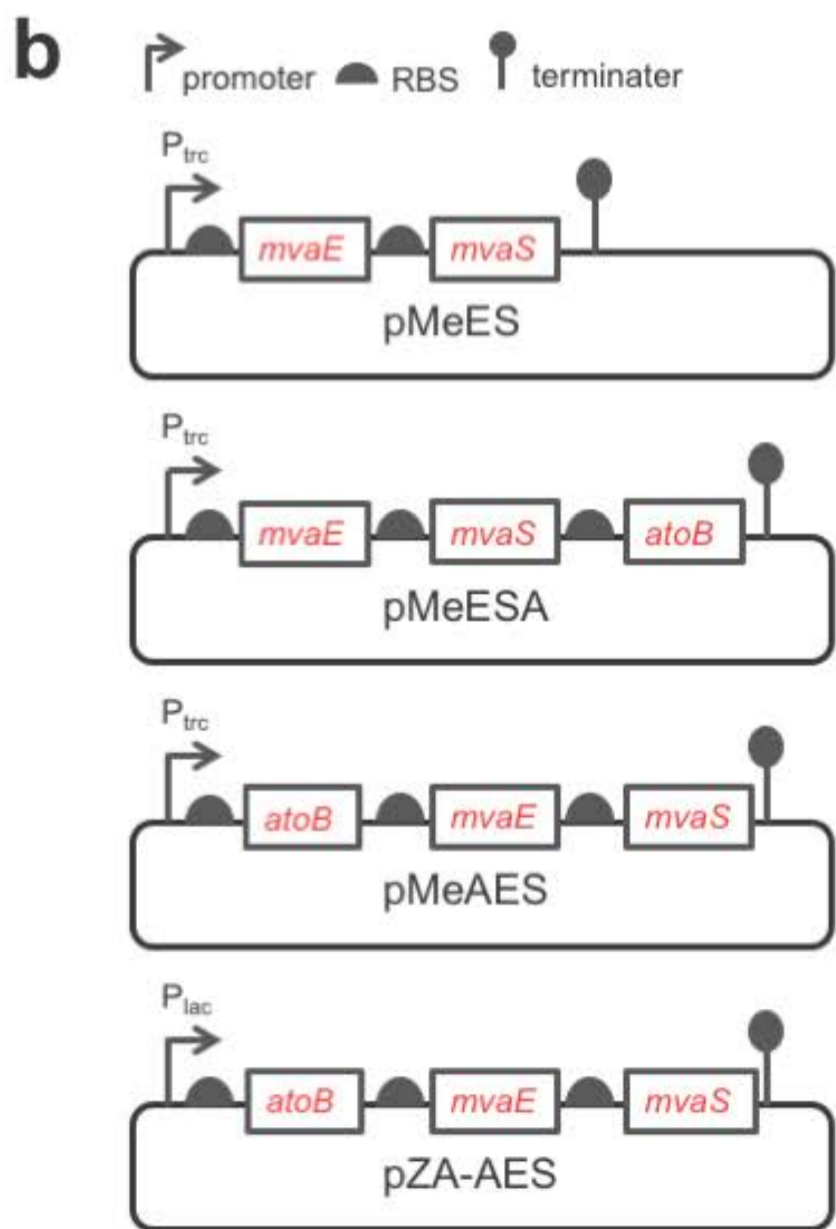 b
promoter RBS terminater
Ptrc
mvaE mvaS
pMeES
Ptrc
mvaE mvaS atoB
pMeESA
Ptrc
atoB mvaE mvaS
pMeAES
Plac
atoB mvaE mvaS
pZA-AES